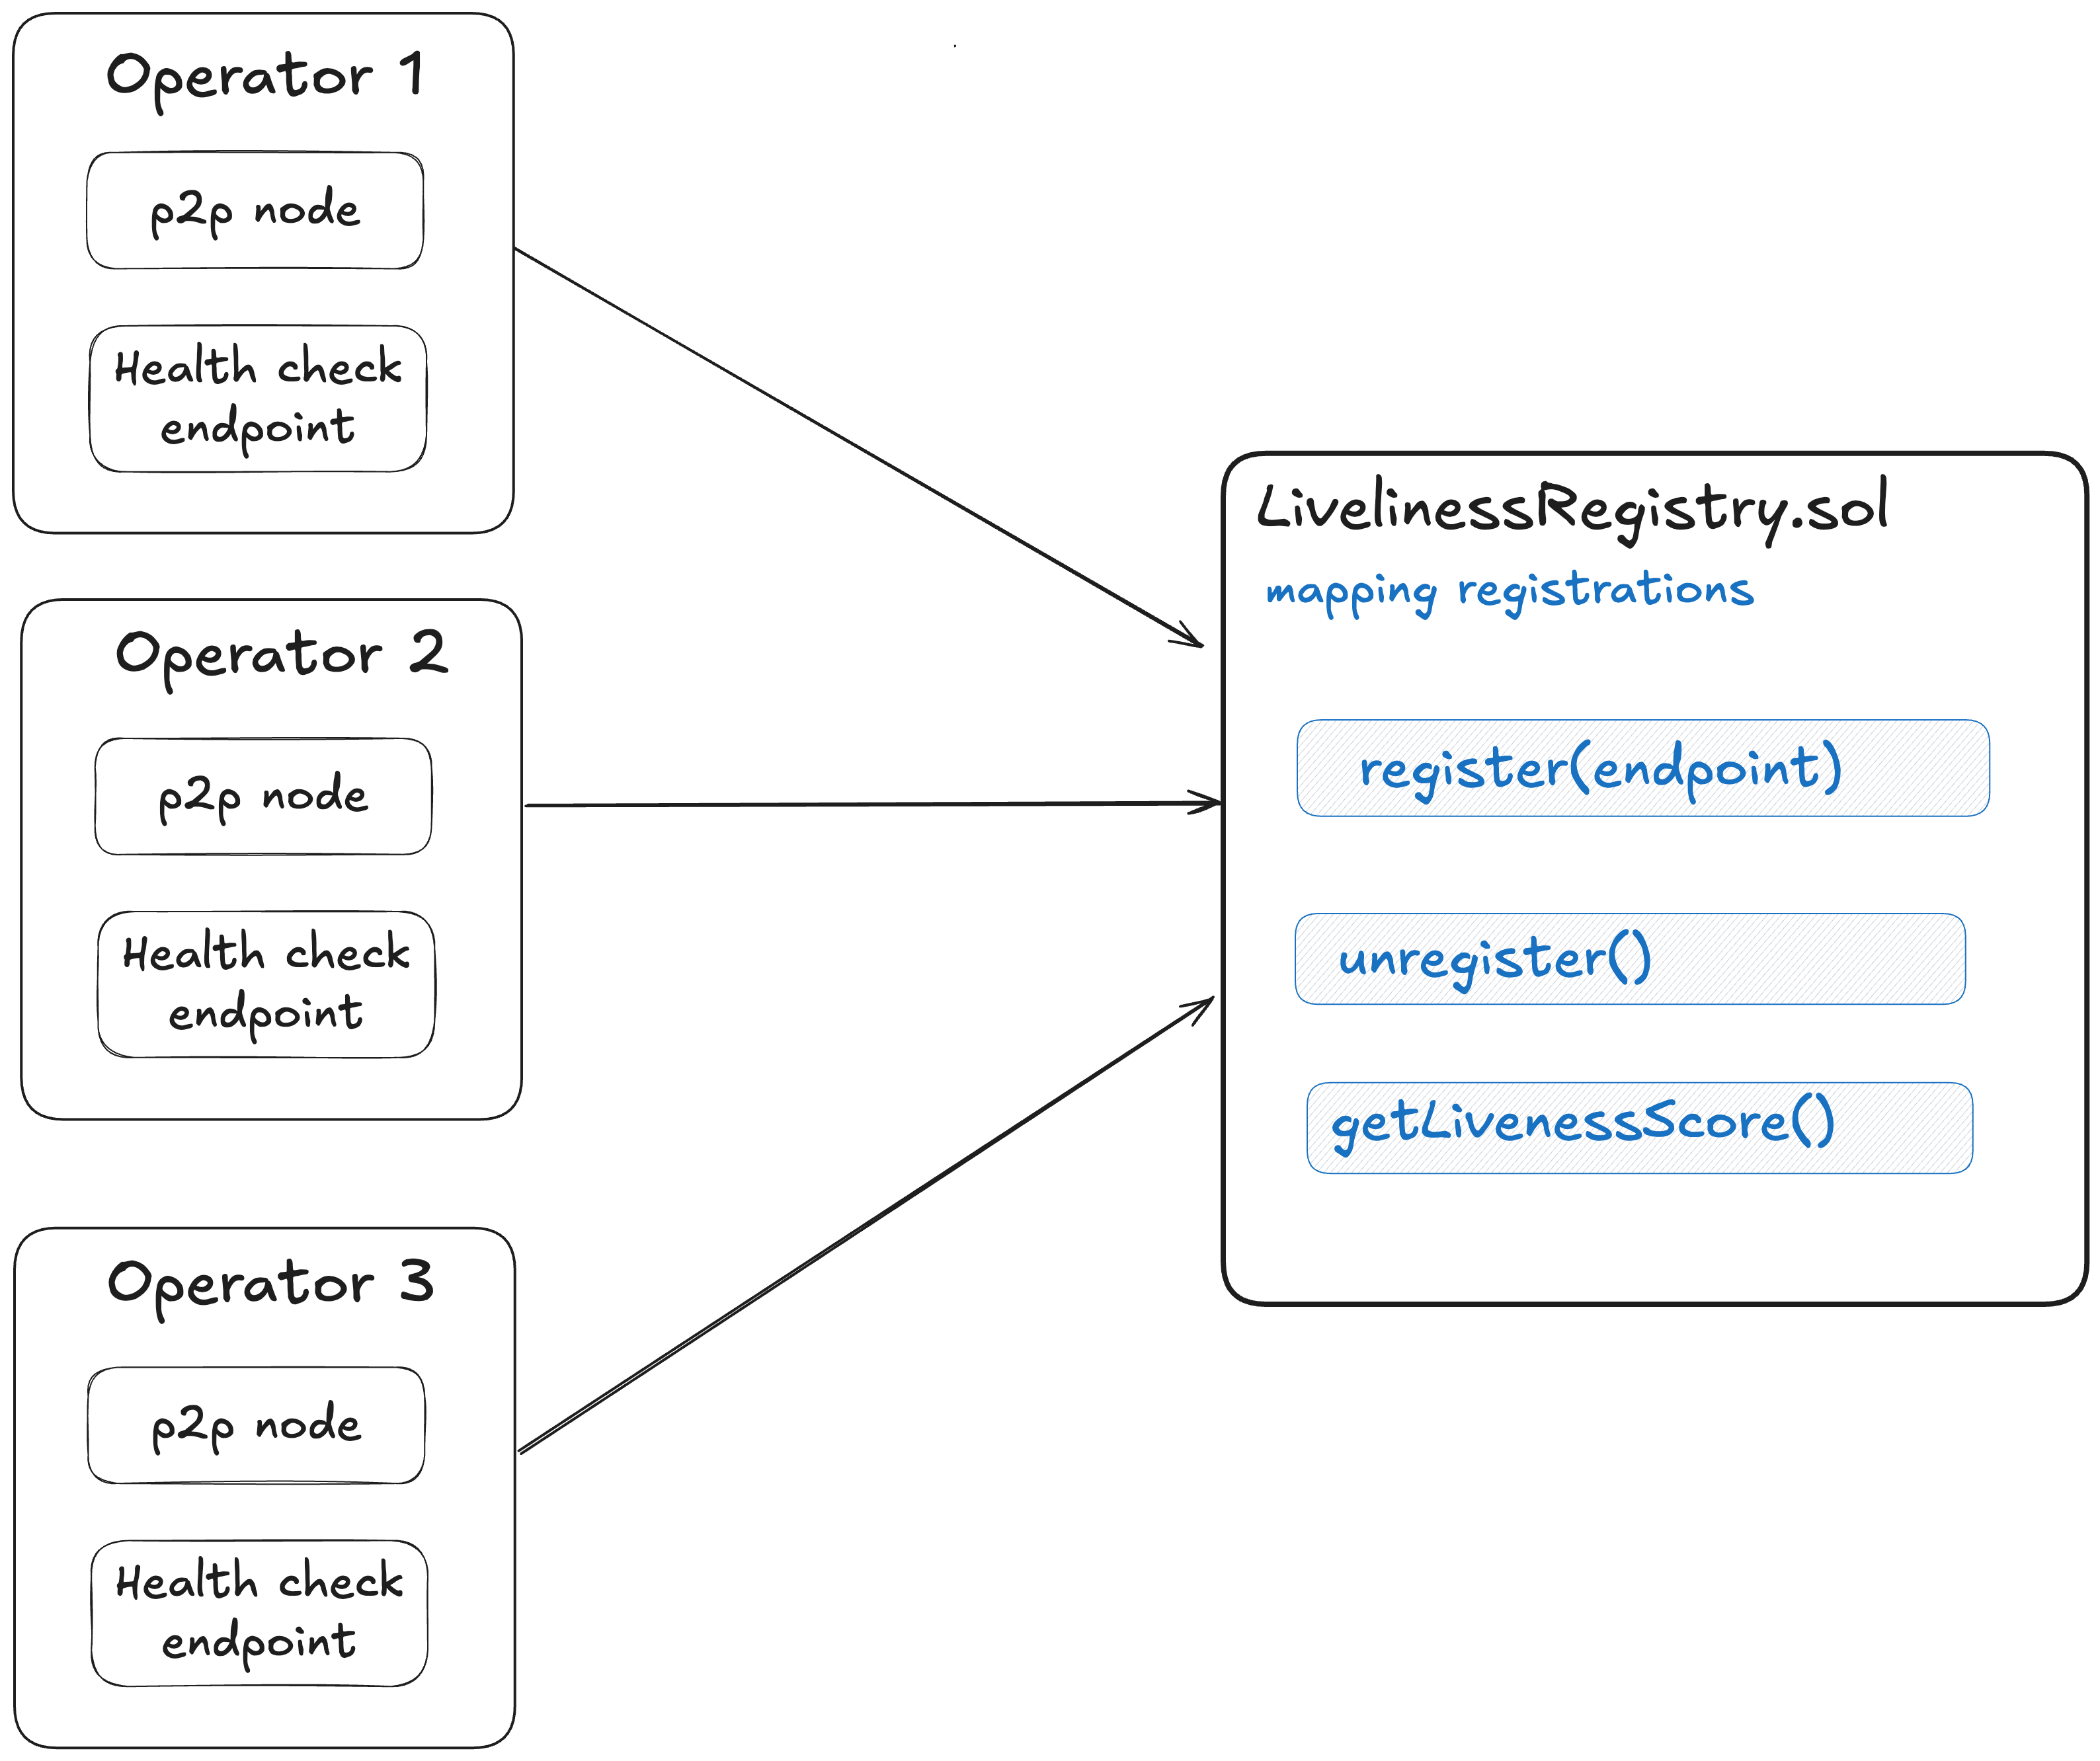 Operator 1
p2p node
Health check
endpoint
Operator 2
p2p node
Health check
endpoint
Operator 3
p2p node
Health check
endpoint
LivelinessRegistry.sol
mapping registrations
register(endpoint)
unregister()
getLivenessScore()